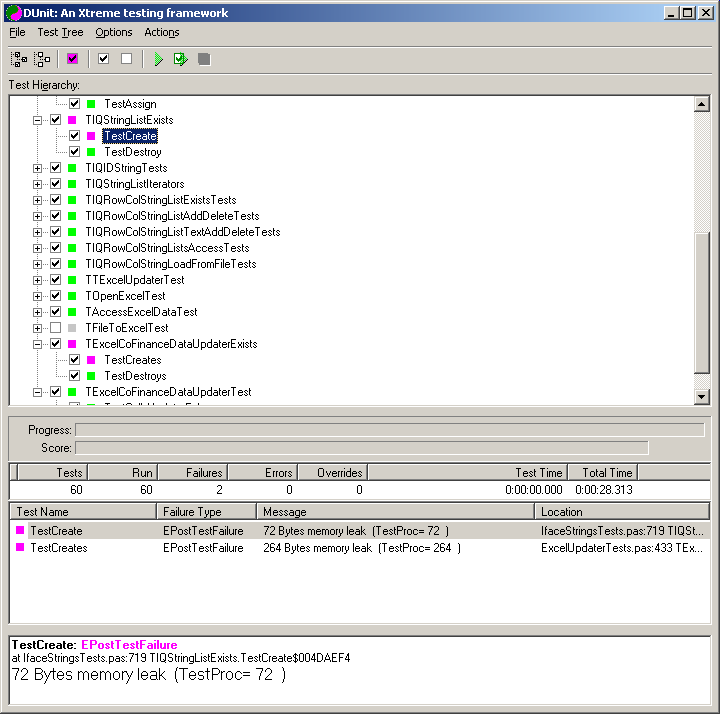 DUnit: An Xtreme testing framework
File Test Tree Options Actions
Test Hierarchy:
TestAssign
TIQStringListExists
TestCreate
TestDestroy
TIQIDStringTests
TIQStringListIterators
TIQRowColStringListExistsTests
TIQRowColStringListAddDeleteTests
TIQRowColStringListTextAddDeleteTests
TIQRowColStringListsAccessTests
TIQRowColStringLoadFromFileTests
TTExcelUpdaterTest
TOpenExcelTest
TAccessExcelDataTest
TFileToExcelTest
TExcelCoFinanceDataUpdaterExists
TestCreates
TestDestroys
TExcelCoFinanceDataUpdaterTest
Progress:
Score:
Tests Run Failures Errors Overrides Test Time Total Time
60 60 2 0 0 0:00:00.000 0:00:28.313
Test Name Failure Type Message Location
TestCreate EPostTestFailure 72 Bytes memory leak (TestProc= 72 ) IfaceStringsTests.pas:719 TIQSt...
TestCreates EPostTestFailure 264 Bytes memory leak (TestProc= 264 ) ExcelUpdaterTests.pas:433 TEx...
TestCreate: EPostTestFailure
at IfaceStringsTests.pas:719 TIQStringListExists.TestCreate$004DAEF4
72 Bytes memory leak (TestProc= 72 )